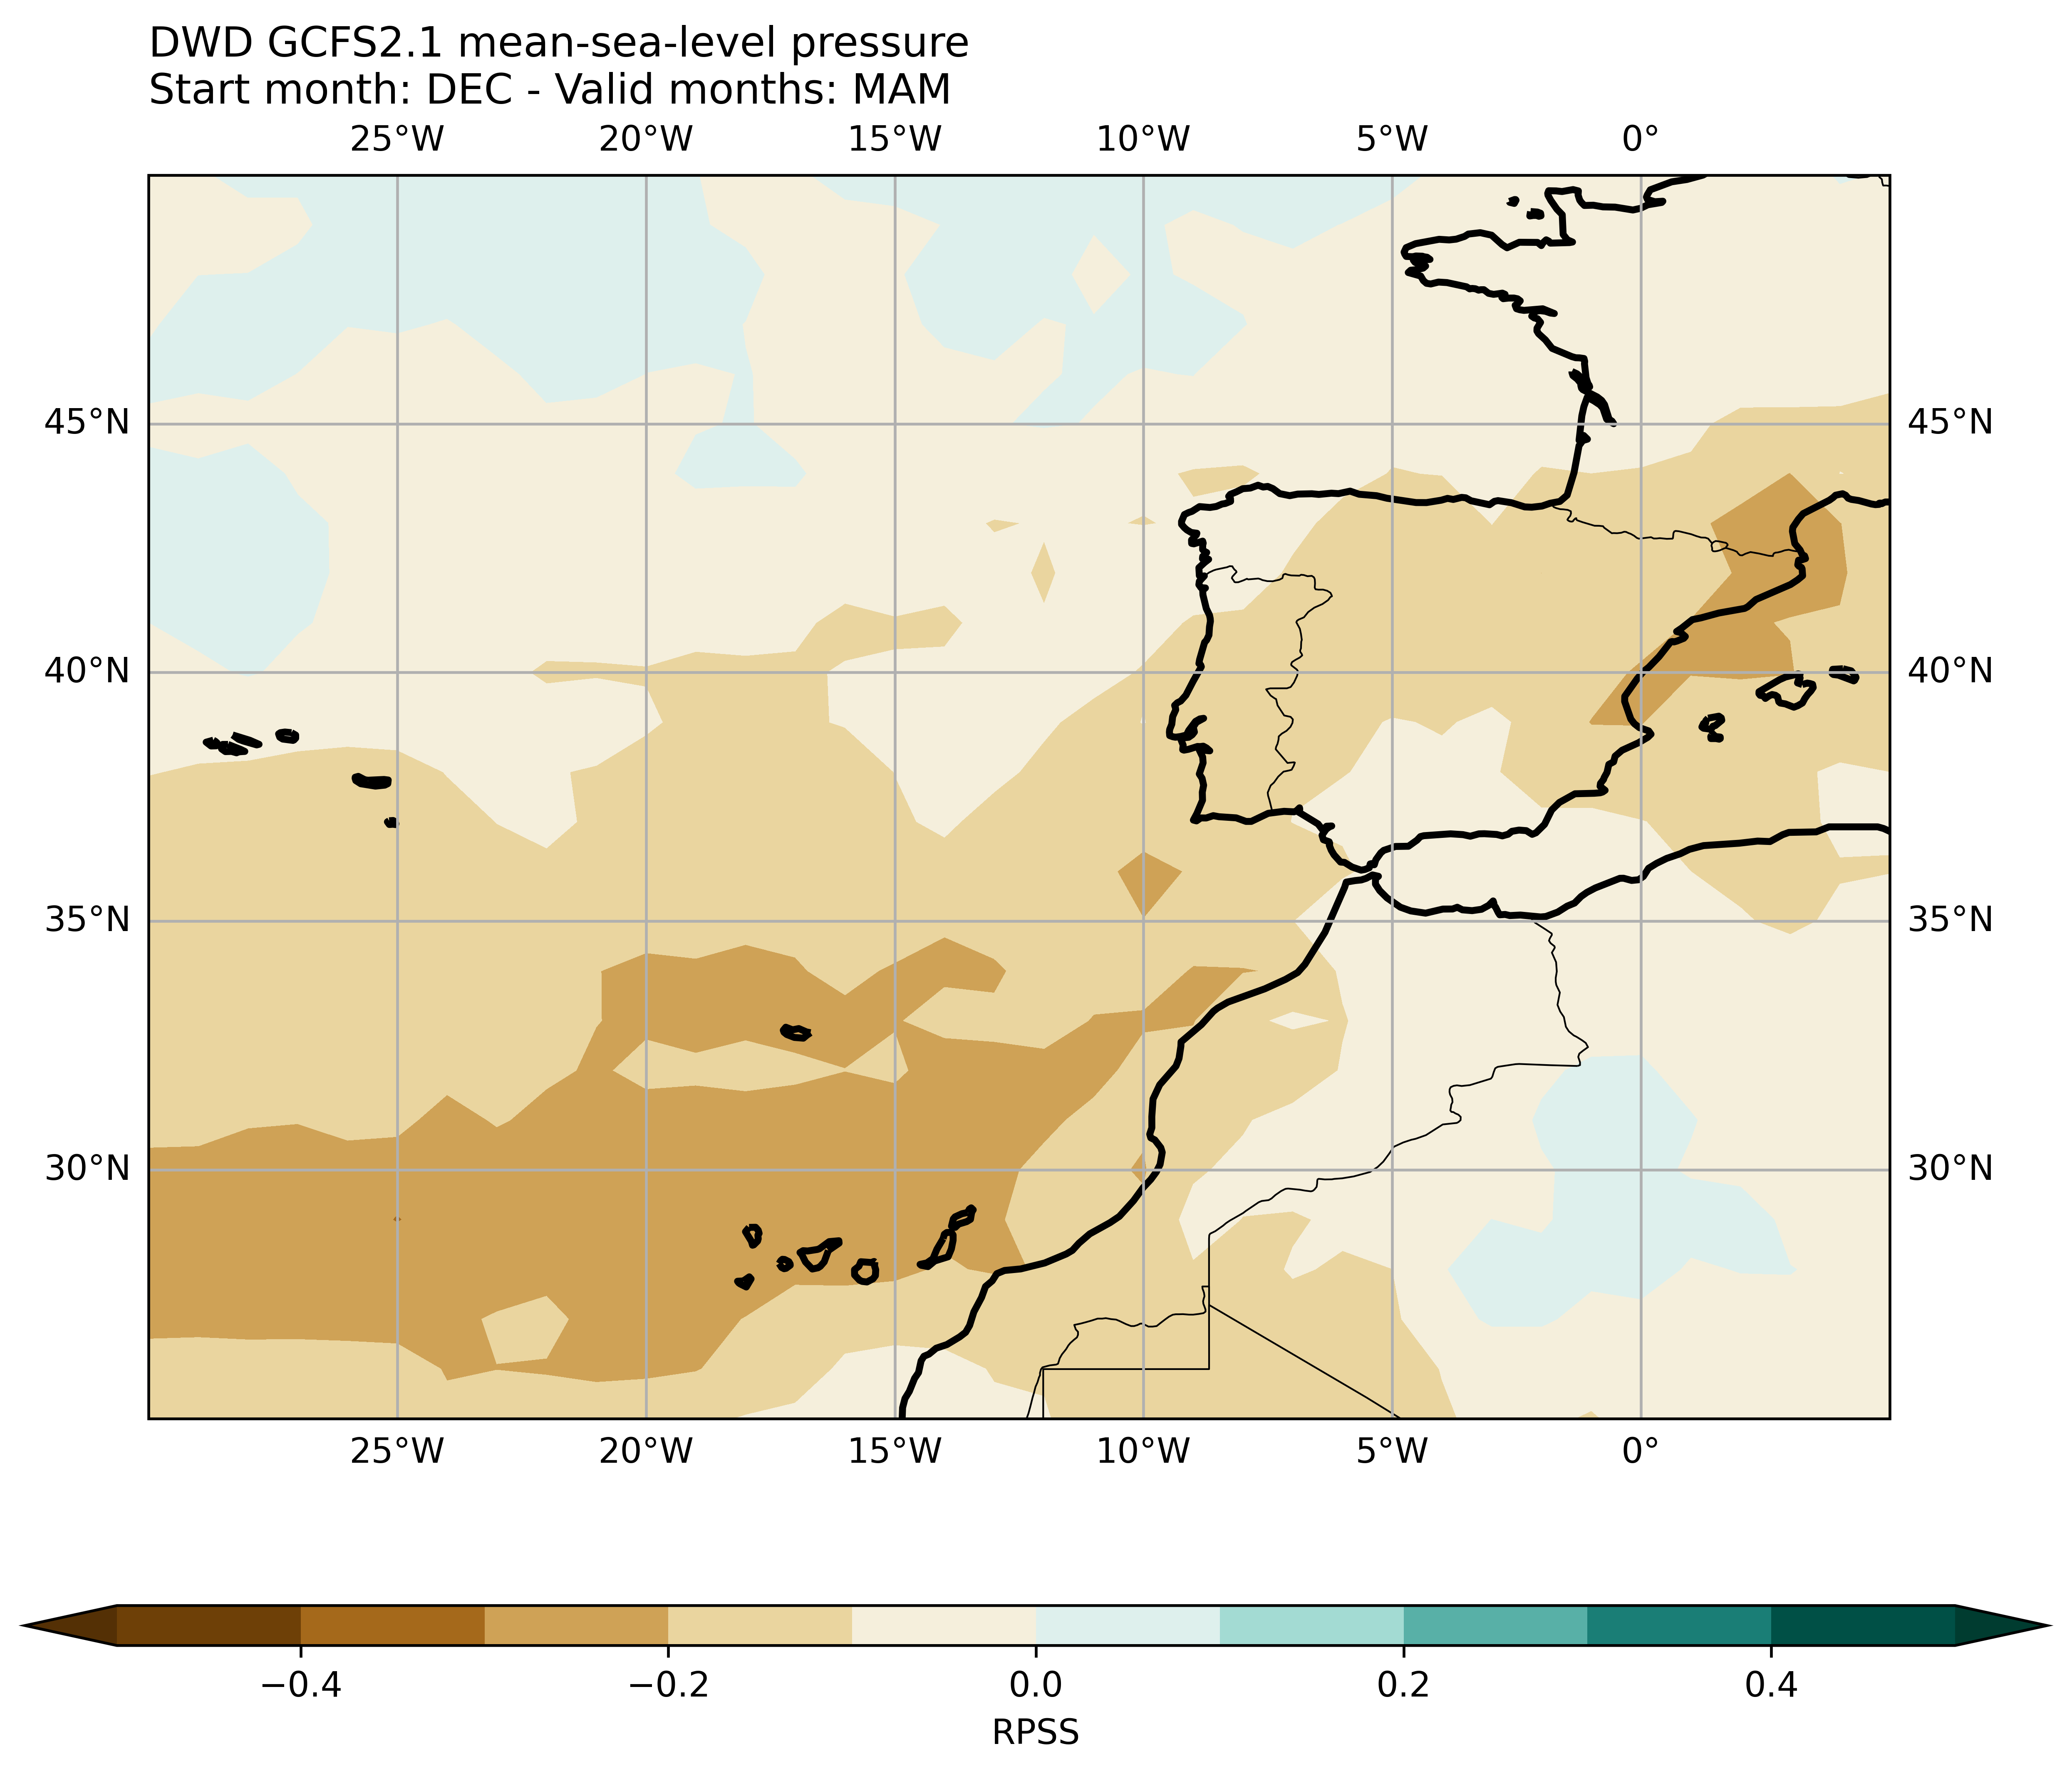 DWD GCFS2.1 mean-sea-level pressure
Start month: DEC - Valid months: MAM
25°W 20°W 15°W 10°W 5°W 0°
45°N 45°N
40°N 40°N
35°N 35°N
30°N 30°N
25°W 20°W 15°W 10°W 5°W 0°
−0.4 −0.2 0.0 0.2 0.4
RPSS